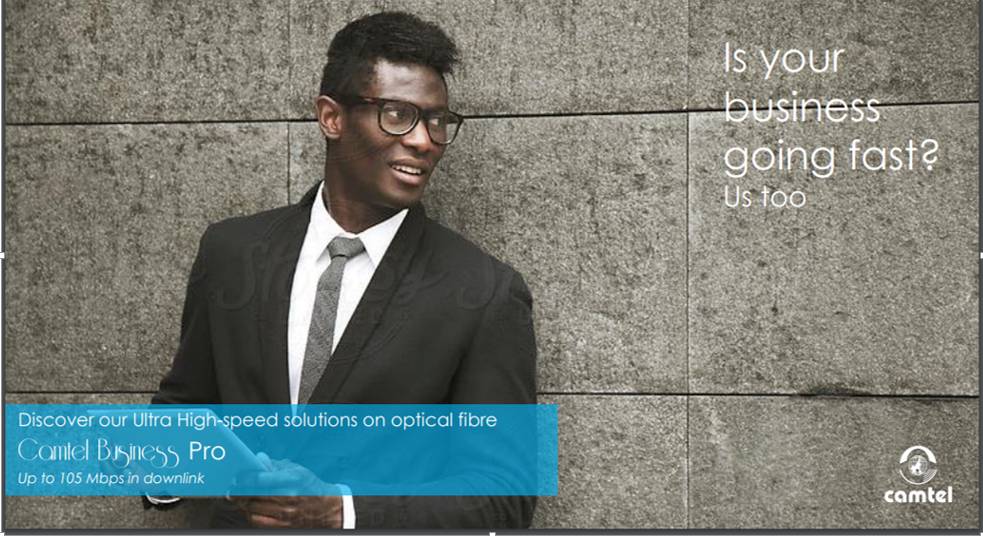 Is your
business
going fast?
Us too
Discover our Ultra High-speed solutions on optical fibre
Camtel Business Pro
Up to 105 Mbps in downlink
camtel